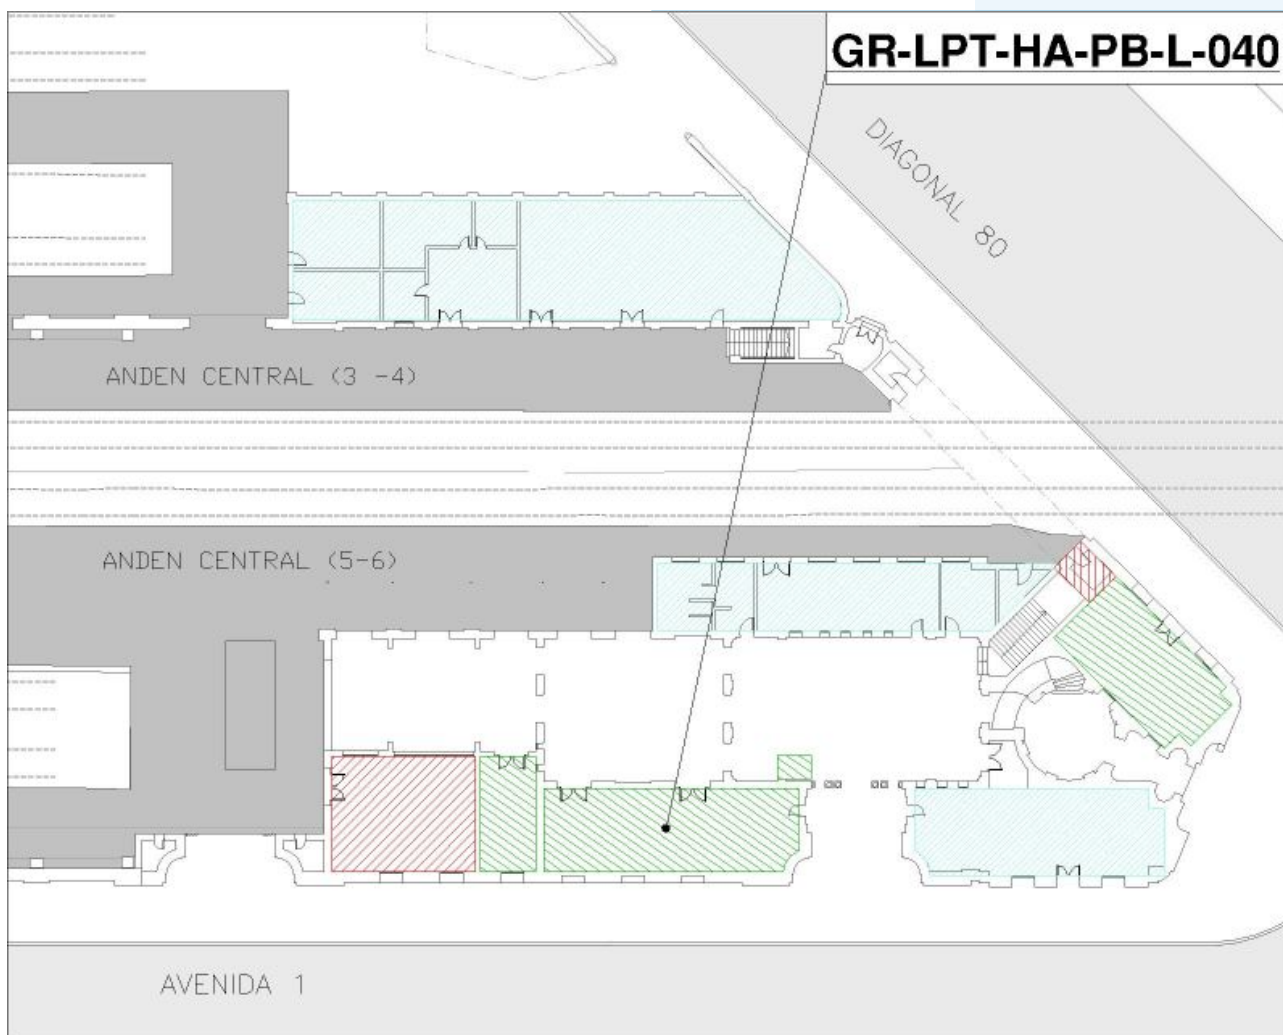 GR-LPT-HA-PB-L-040
DIAGONAL 80
ANDEN CENTRAL (3 -4)
ANDEN CENTRAL (5-6)
AVENIDA 1